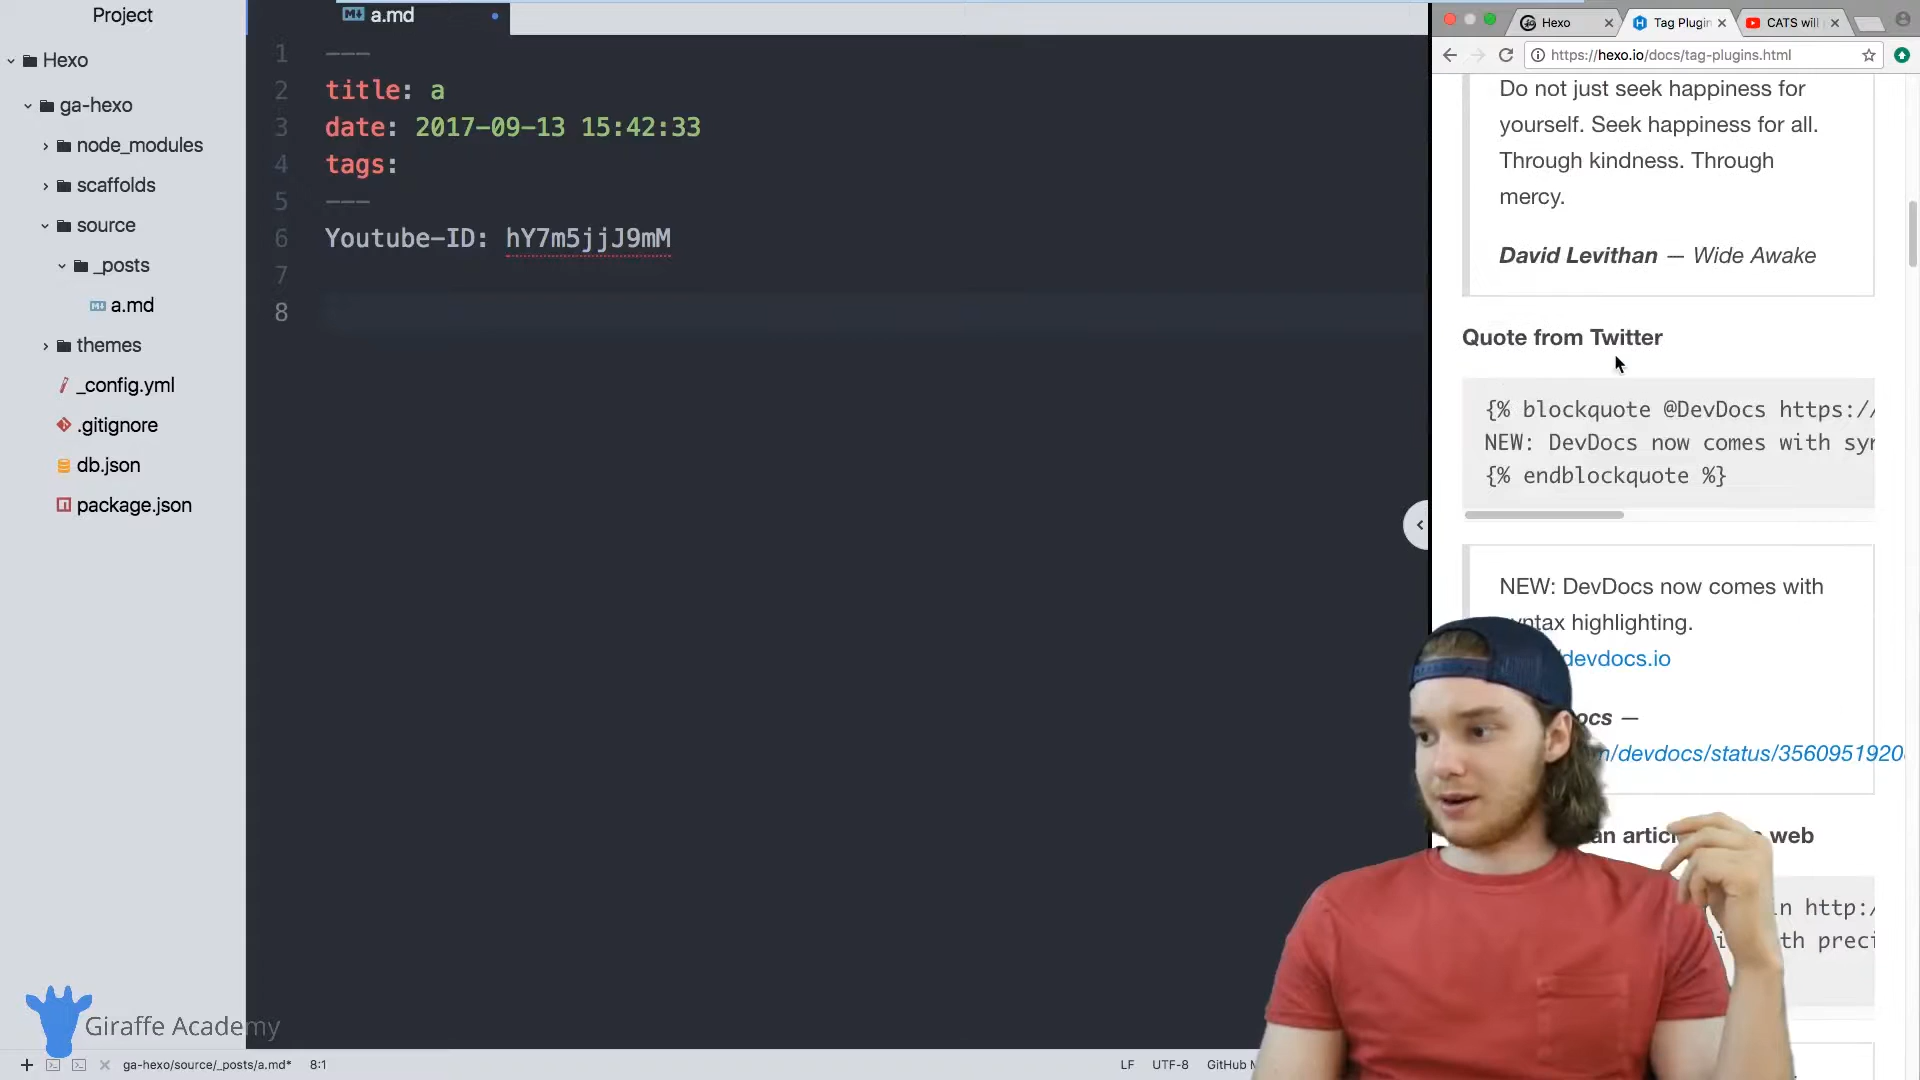 Project
Hexo
ga-hexo
node_modules
scaffolds
source
_posts
a.md
themes
_config.yml
.gitignore
db.json
package.json
Giraffe Academy
a.md
1 ---
2 title: a
3 date: 2017-09-13 15:42:33
4 tags:
5 ---
6 Youtube-ID: hY7m5jjJ9mM
7
8
ga-hexo/source/_posts/a.md* 8:1
LF UTF-8 GitHub
Hexo
Tag Plugin
CATS will
https://hexo.io/docs/tag-plugins.html
Do not just seek happiness for
yourself. Seek happiness for all.
Through kindness. Through
mercy.
David Levithan — Wide Awake
Quote from Twitter
{% blockquote @DevDocs https:/
NEW: DevDocs now comes with
{% endblockquote %}
NEW: DevDocs now comes with
highlighting.
devdocs.io
—
/devdocs/status/356095192
web
http:/